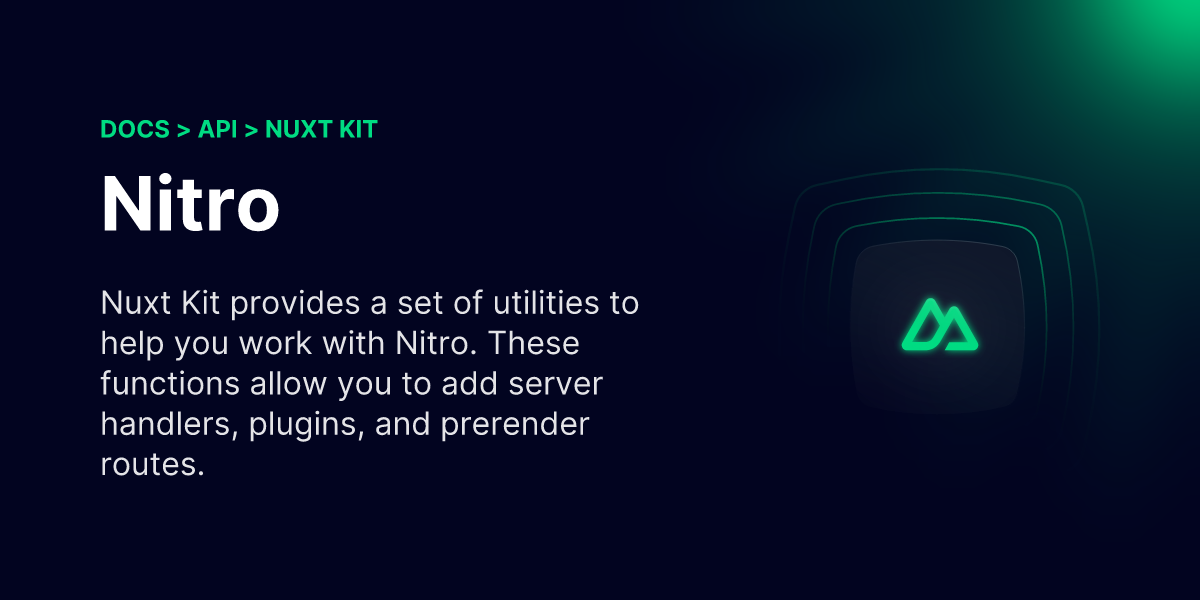 DOCS > API > NUXT KIT
Nitro
Nuxt Kit provides a set of utilities to
help you work with Nitro. These
functions allow you to add server
handlers, plugins, and prerender
routes.